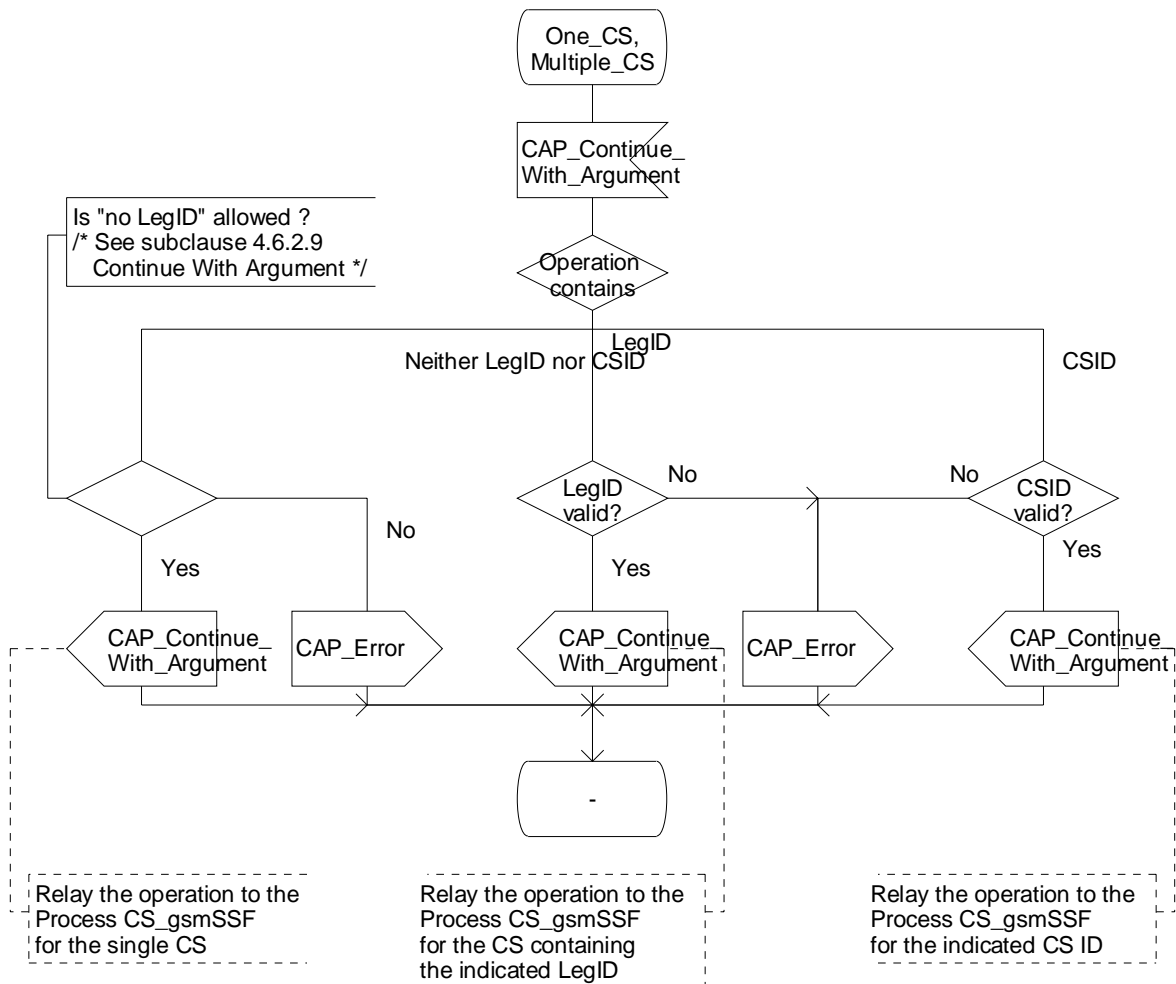 One_CS,
Multiple_CS
CAP_Continue_
With_Argument
Is "no LegID" allowed ?
/* See subclause 4.6.2.9
Continue With Argument */
Operation
contains
LegID
Neither LegID nor CSID
CSID
No
LegID
valid?
No
No
CSID
valid?
Yes
Yes
Yes
CAP_Continue_
With_Argument
CAP_Error
CAP_Continue_
With_Argument
CAP_Error
CAP_Continue_
With_Argument
-
Relay the operation to the
Process CS_gsmSSF
for the single CS
Relay the operation to the
Process CS_gsmSSF
for the CS containing
the indicated LegID
Relay the operation to the
Process CS_gsmSSF
for the indicated CS ID